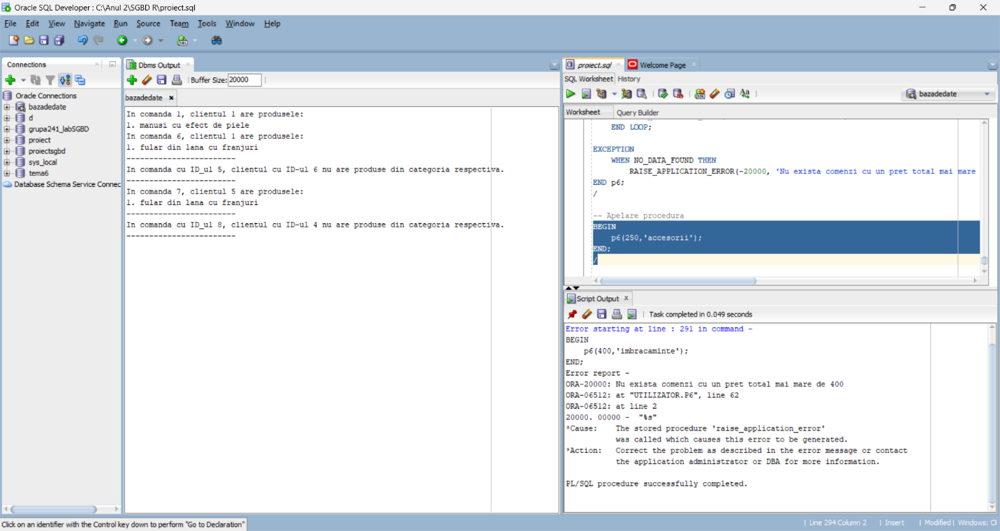 Oracle SQL Developer : C:\Anul 2\SGBD R\proiect.sql
File Edit View Navigate Run Source Team Tools Window Help
Connections
Oracle Connections
bazadedate
d
grupa241_labSGBD
proiect
proiectsgbd
sys_local
tema6
Database Schema Service Connec
Dbms Output
Buffer Size: 20000
bazadedate
In comanda 1, clientul 1 are produsele:
1. manusi cu efect de piele
In comanda 6, clientul 1 are produsele:
1. fular din lana cu franjuri
------------------------
In comanda cu ID_ul 5, clientul cu ID-ul 6 nu are produse din categoria respectiva.
------------------------
In comanda 7, clientul 5 are produsele:
1. fular din lana cu franjuri
------------------------
In comanda cu ID_ul 8, clientul cu ID-ul 4 nu are produse din categoria respectiva.
------------------------
proiect.sql Welcome Page
SQL Worksheet History
bazadedate
Worksheet Query Builder
END LOOP;
EXCEPTION
WHEN NO_DATA_FOUND THEN
RAISE_APPLICATION_ERROR(-20000, 'Nu exista comenzi cu un pret total mai mare
END p6;
/
-- Apelare procedura
BEGIN
p6(250,'accesorii');
END;
/
Script Output
Task completed in 0.049 seconds
Error starting at line : 291 in command -
BEGIN
p6(400,'imbracaminte');
END;
Error report -
ORA-20000: Nu exista comenzi cu un pret total mai mare de 400
ORA-06512: at "UTILIZATOR.P6", line 62
ORA-06512: at line 2
20000. 00000 - "%s"
*Cause: The stored procedure 'raise_application_error'
was called which causes this error to be generated.
*Action: Correct the problem as described in the error message or contact
the application administrator or DBA for more information.
PL/SQL procedure successfully completed.
Click on an identifier with the Control key down to perform "Go to Declaration"
| Line 294 Column 2 | Insert | Modified | Windows: C